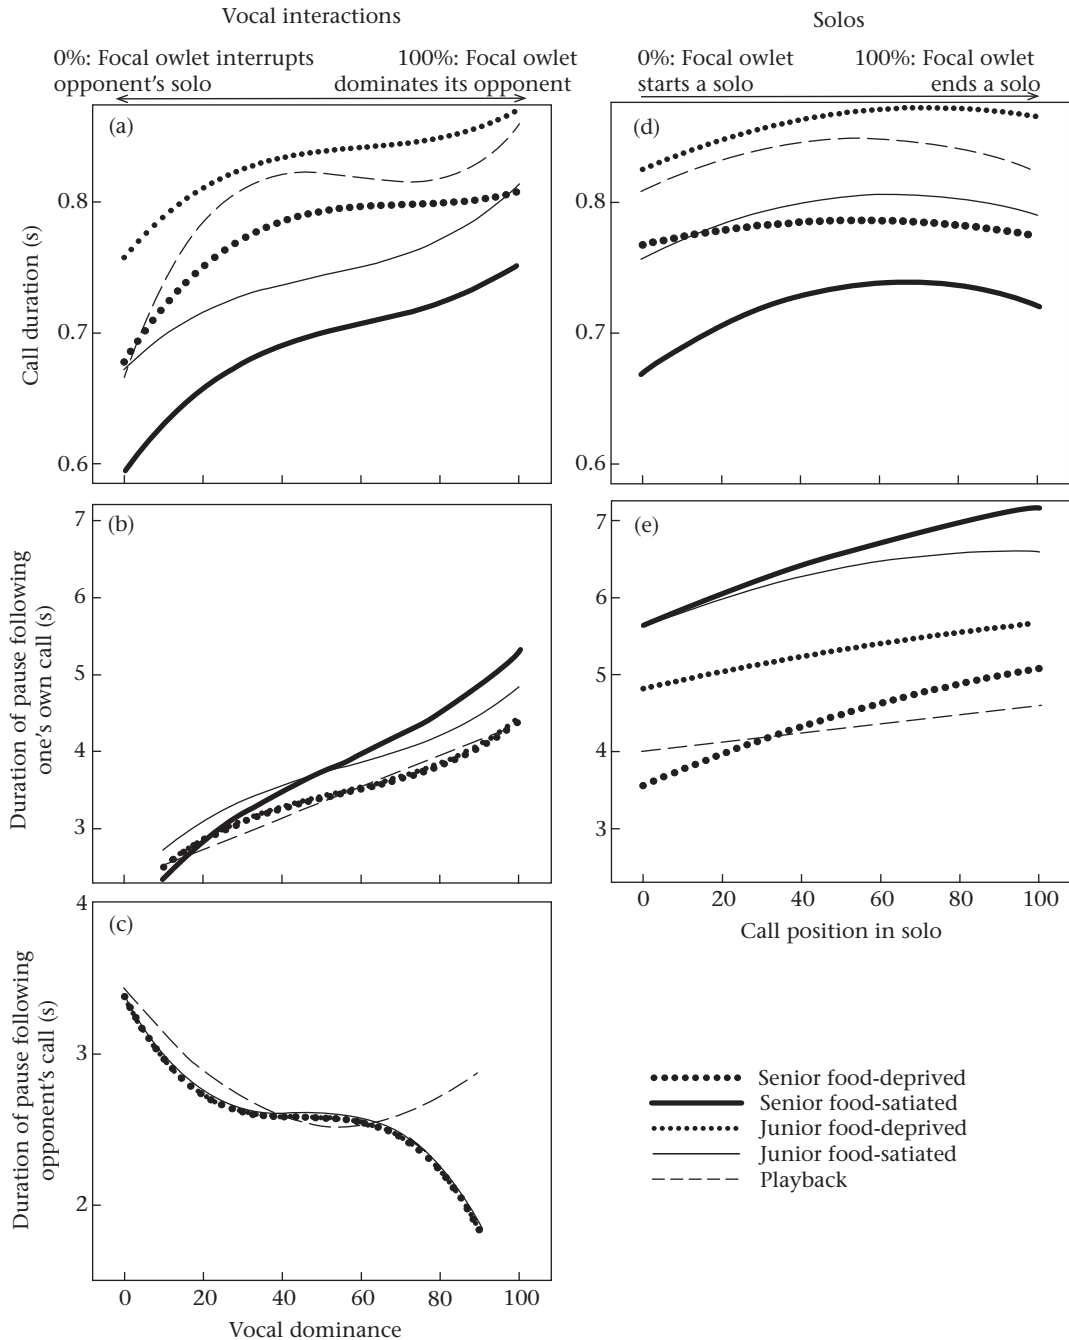 Vocal interactions
0%: Focal owlet interrupts
opponent's solo
100%: Focal owlet
dominates its opponent
(a)
0.8
0.7
0.6
Call duration (s)
(b)
7
6
5
4
3
Duration of pause following
one's own call (s)
(c)
4
3
2
Duration of pause following
opponent's call (s)
0 20 40 60 80 100
Vocal dominance
Solos
0%: Focal owlet
starts a solo
100%: Focal owlet
ends a solo
(d)
0.8
0.7
0.6
(e)
7
6
5
4
3
0 20 40 60 80 100
Call position in solo
Senior food-deprived
Senior food-satiated
Junior food-deprived
Junior food-satiated
Playback